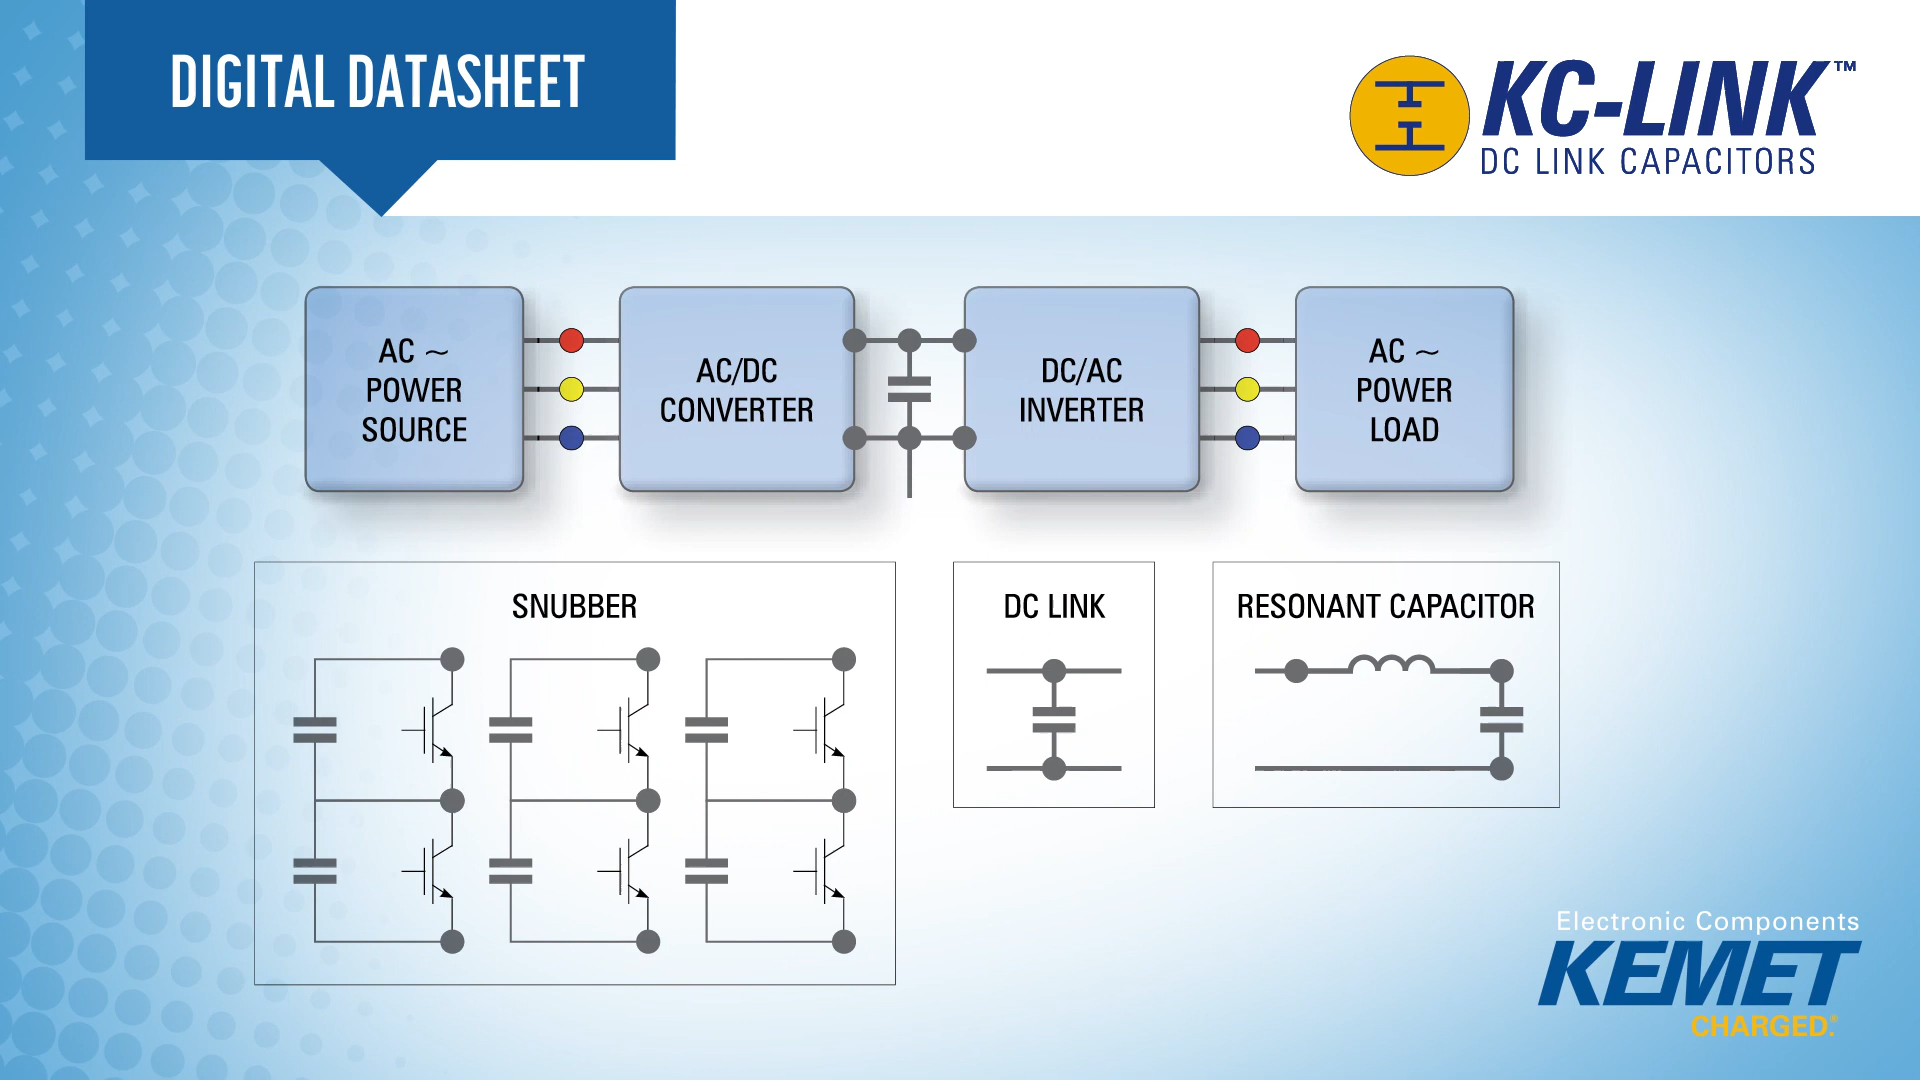 DIGITAL DATASHEET
KC-LINK™
DC LINK CAPACITORS
AC ~
POWER
SOURCE
AC/DC
CONVERTER
DC/AC
INVERTER
AC ~
POWER
LOAD
SNUBBER
DC LINK
RESONANT CAPACITOR
Electronic Components
KEMET
CHARGED.®